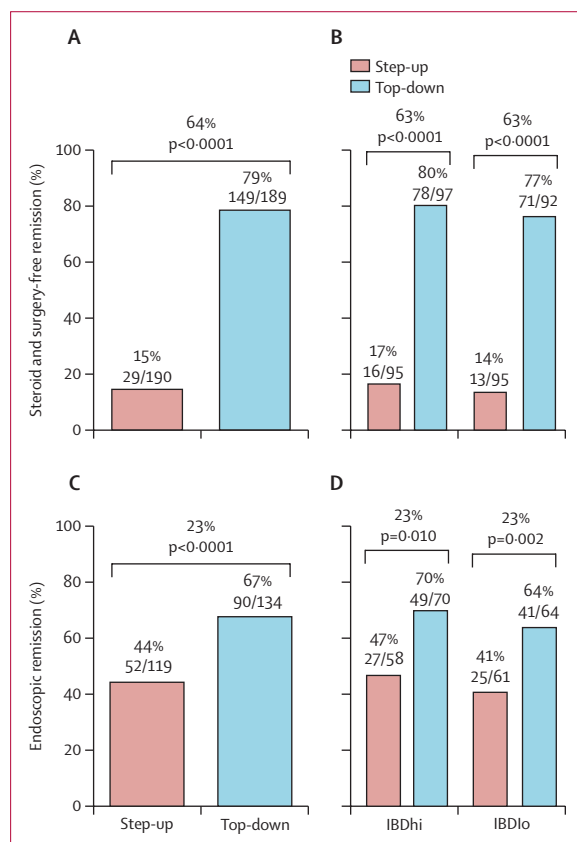 A
64%
p<0·0001
Steroid and surgery-free remission (%)
100
80
60
40
20
0
15%
29/190
79%
149/189
B
Step-up
Top-down
63%
p<0·0001
63%
p<0·0001
17%
16/95
80%
78/97
14%
13/95
77%
71/92
C
23%
p<0·0001
Endoscopic remission (%)
100
80
60
40
20
0
44%
52/119
67%
90/134
Step-up
Top-down
D
23%
p=0·010
23%
p=0·002
47%
27/58
70%
49/70
41%
25/61
64%
41/64
IBDhi
IBDlo